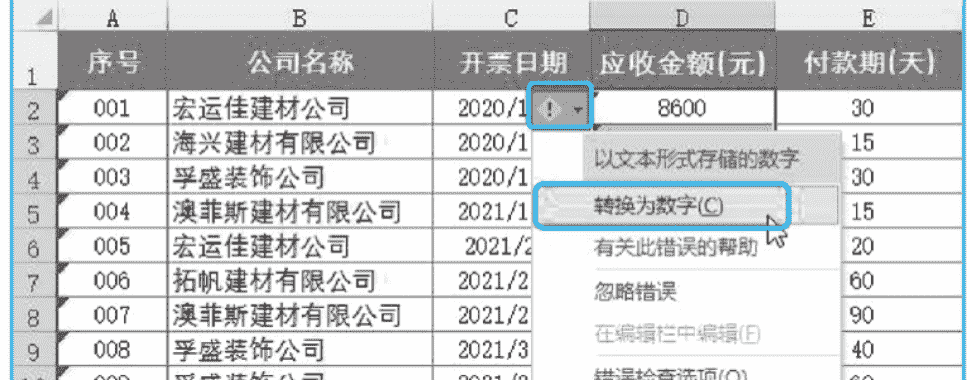 A B C D E
1 序号 公司名称 开票日期 应收金额(元) 付款期(天)
2 001 宏运佳建材公司 2020/1 ! 8600 30
3 002 海兴建材有限公司 2020/1 15
以文本形式存储的数字
4 003 孚盛装饰公司 2020/1 30
5 004 澳菲斯建材有限公司 2021/1 转换为数字(C) 15
6 005 宏运佳建材公司 2021/2 有关此错误的帮助 20
7 006 拓帆建材有限公司 2021/2 忽略错误 60
8 007 澳菲斯建材有限公司 2021/2 90
在编辑栏中编辑(F)
9 008 孚盛装饰公司 2021/3 40
错误检查选项(O)